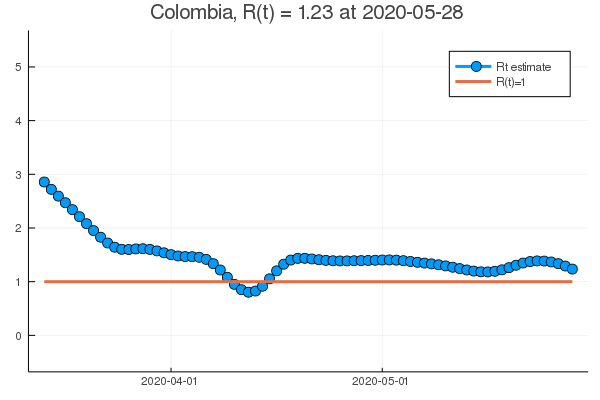 Colombia, R(t) = 1.23 at 2020-05-28
5
Rt estimate
R(t)=1
4
3
2
1
0
2020-04-01
2020-05-01